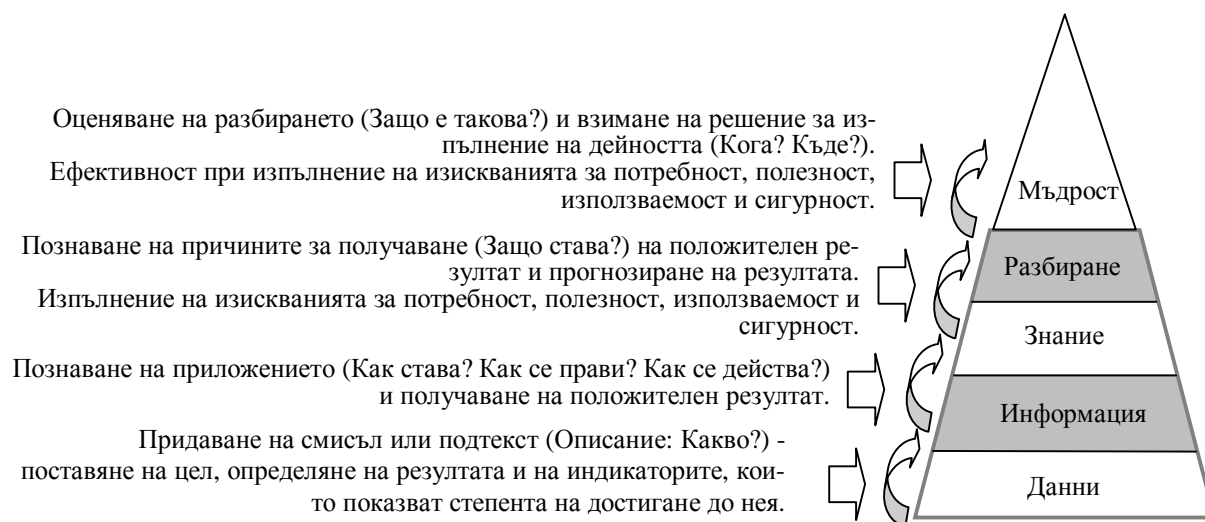 Оценяване на разбирането (Защо е такова?) и взимане на решение за из-
пълнение на дейността (Кога? Къде?).
Ефективност при изпълнение на изискванията за потребност, полезност,
използваемост и сигурност.
Мъдрост
Познаване на причините за получаване (Защо става?) на положителен ре-
зултат и прогнозиране на резултата.
Изпълнение на изискванията за потребност, полезност, използваемост и
сигурност.
Разбиране
Знание
Познаване на приложението (Как става? Как се прави? Как се действа?)
и получаване на положителен резултат.
Информация
Придаване на смисъл или подтекст (Описание: Какво?) -
поставяне на цел, определяне на резултата и на индикаторите, кои-
то показват степента на достигане до нея.
Данни